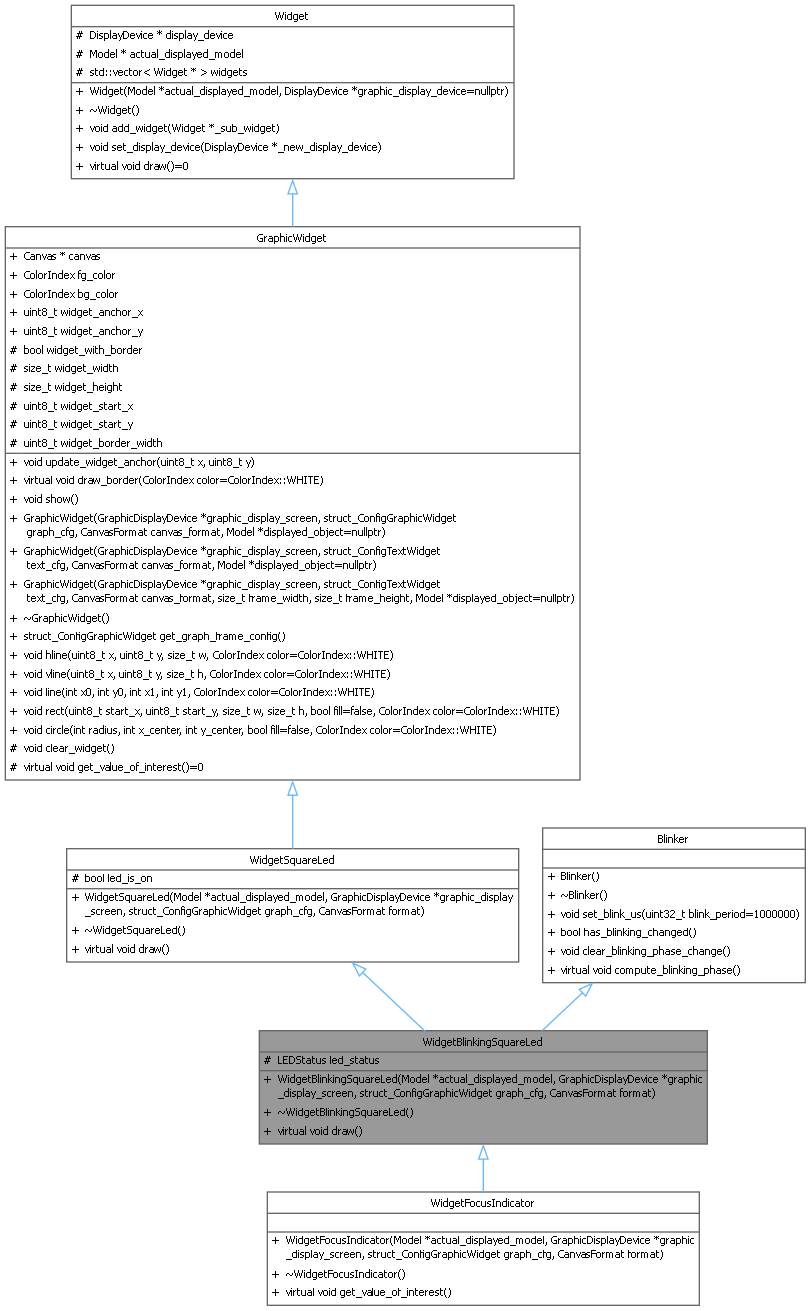 Widget
# DisplayDevice * display_device
# Model * actual_displayed_model
# std::vector< Widget * > widgets
+ Widget(Model *actual_displayed_model, DisplayDevice *graphic_display_device=nullptr)
+ ~Widget()
+ void add_widget(Widget *_sub_widget)
+ void set_display_device(DisplayDevice *_new_display_device)
+ virtual void draw()=0
GraphicWidget
+ Canvas * canvas
+ ColorIndex fg_color
+ ColorIndex bg_color
+ uint8_t widget_anchor_x
+ uint8_t widget_anchor_y
# bool widget_with_border
# size_t widget_width
# size_t widget_height
# uint8_t widget_start_x
# uint8_t widget_start_y
# uint8_t widget_border_width
+ void update_widget_anchor(uint8_t x, uint8_t y)
+ virtual void draw_border(ColorIndex color=ColorIndex::WHITE)
+ void show()
+ GraphicWidget(GraphicDisplayDevice *graphic_display_screen, struct_ConfigGraphicWidget
graph_cfg, CanvasFormat canvas_format, Model *displayed_object=nullptr)
+ GraphicWidget(GraphicDisplayDevice *graphic_display_screen, struct_ConfigTextWidget
text_cfg, CanvasFormat canvas_format, Model *displayed_object=nullptr)
+ GraphicWidget(GraphicDisplayDevice *graphic_display_screen, struct_ConfigTextWidget
text_cfg, CanvasFormat canvas_format, size_t frame_width, size_t frame_height, Model *displayed_object=nullptr)
+ ~GraphicWidget()
+ struct_ConfigGraphicWidget get_graph_frame_config()
+ void hline(uint8_t x, uint8_t y, size_t w, ColorIndex color=ColorIndex::WHITE)
+ void vline(uint8_t x, uint8_t y, size_t h, ColorIndex color=ColorIndex::WHITE)
+ void line(int x0, int y0, int x1, int y1, ColorIndex color=ColorIndex::WHITE)
+ void rect(uint8_t start_x, uint8_t start_y, size_t w, size_t h, bool fill=false, ColorIndex color=ColorIndex::WHITE)
+ void circle(int radius, int x_center, int y_center, bool fill=false, ColorIndex color=ColorIndex::WHITE)
# void clear_widget()
# virtual void get_value_of_interest()=0
WidgetSquareLed
# bool led_is_on
+ WidgetSquareLed(Model *actual_displayed_model, GraphicDisplayDevice *graphic_display
_screen, struct_ConfigGraphicWidget graph_cfg, CanvasFormat format)
+ ~WidgetSquareLed()
+ virtual void draw()
Blinker
+ Blinker()
+ ~Blinker()
+ void set_blink_us(uint32_t blink_period=1000000)
+ bool has_blinking_changed()
+ void clear_blinking_phase_change()
+ virtual void compute_blinking_phase()
WidgetBlinkingSquareLed
# LEDStatus led_status
+ WidgetBlinkingSquareLed(Model *actual_displayed_model, GraphicDisplayDevice *graphic
_display_screen, struct_ConfigGraphicWidget graph_cfg, CanvasFormat format)
+ ~WidgetBlinkingSquareLed()
+ virtual void draw()
WidgetFocusIndicator
+ WidgetFocusIndicator(Model *actual_displayed_model, GraphicDisplayDevice *graphic
_display_screen, struct_ConfigGraphicWidget graph_cfg, CanvasFormat format)
+ ~WidgetFocusIndicator()
+ virtual void get_value_of_interest()